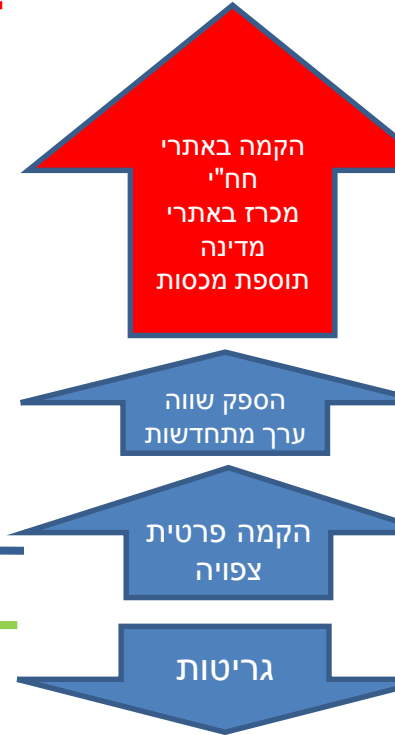 הקמה באתרי
חח"י
מכרז באתרי
מדינה
תוספת מכסות
הספק שווה
ערך מתחדשות
הקמה פרטית
צפויה
גריטות